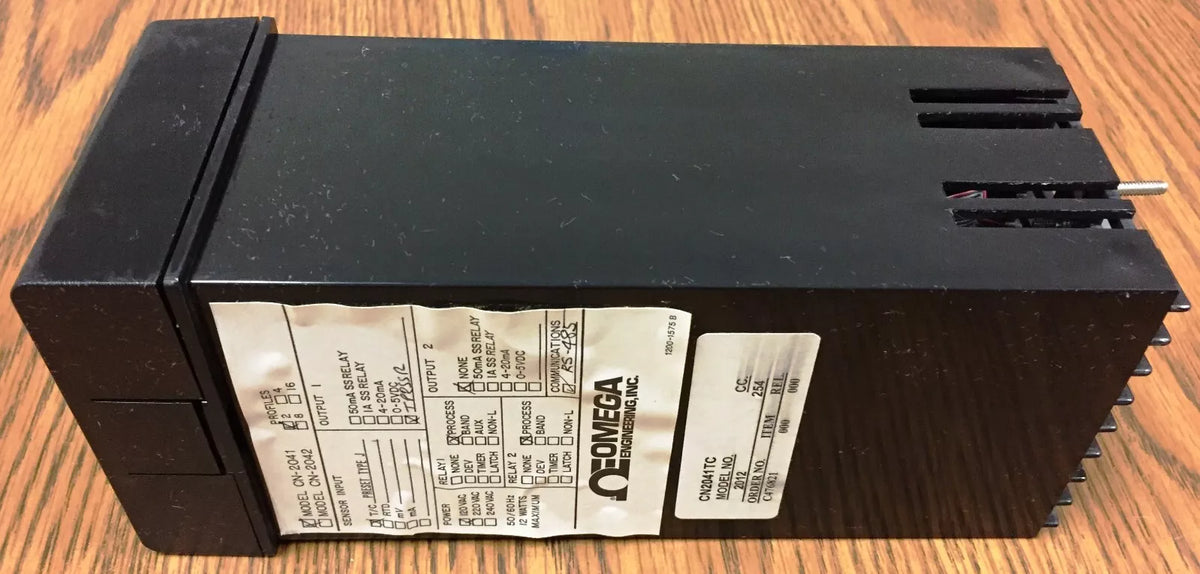 ☑ MODEL CN-2041
☐ MODEL CN-2042
PROFILES
☑ 2 ☐ 4
☐ 8 ☐ 16
SENSOR INPUT
☒ T/C PRESET TYPE J
☐ RTD
☐ mV
☐ mA
☐
OUTPUT 1
☐ 50mA SS RELAY
☐ 1A SS RELAY
☐ 4-20mA
☐ 0-5VDC
☑
POWER
☒ 120VAC
☐ 220VAC
☐ 240VAC
50/60Hz
12 WATTS
MAXIMUM
RELAY 1
☐ NONE ☒ PROCESS
☐ DEV ☐ BAND
☐ TIMER ☐ AUX
☐ LATCH ☐ NON-L
RELAY 2
☐ NONE ☒ PROCESS
☐ DEV ☐ BAND
☐ TIMER ☐
☐ LATCH ☐ NON-L
OUTPUT 2
☒ NONE
☐ 50mA SS RELAY
☐ 1A SS RELAY
☐ 4-20mA
☐ 0-5VDC
☐
COMMUNICATIONS
☑ RS-485
OMEGA
ENGINEERING, INC.
1200-1575 B
CN2041TC
MODEL NO. CC.
2012 254
ORDER NO. ITEM REL.
C470821 000 000